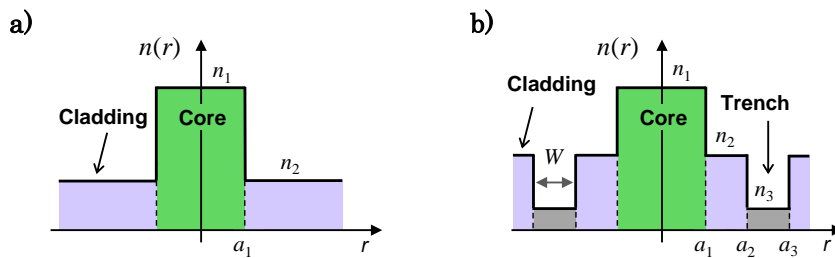 a)
n(r)
n1
Cladding
Core
n2
a1
r
b)
n(r)
n1
Cladding
Core
Trench
W
n2
n3
a1
a2
a3
r